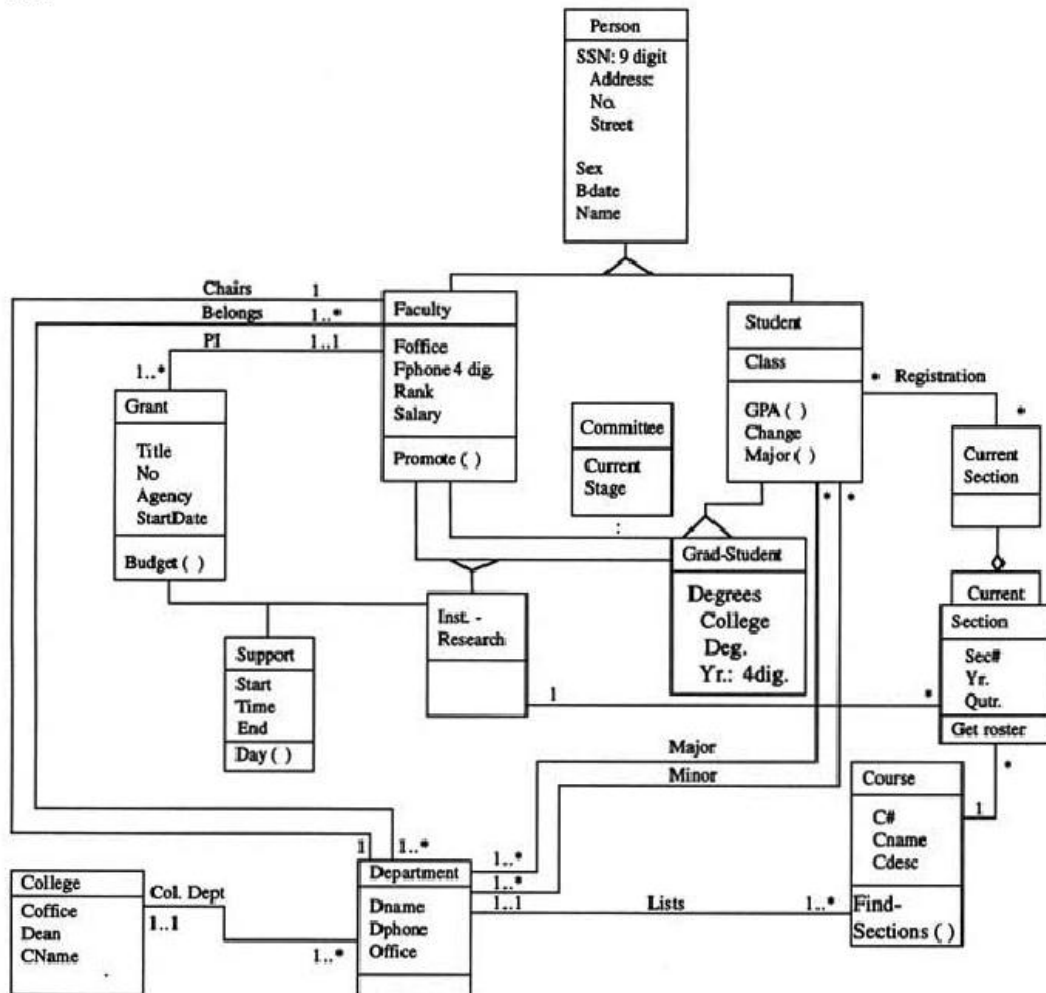 Person
SSN: 9 digit
Address:
No.
Street
Sex
Bdate
Name
Chairs 1
Belongs 1..*
PI 1..1
1..*
Faculty
Foffice
Fphone 4 dig.
Rank
Salary
Promote ( )
Student
Class
GPA ( )
Change
Major ( )
* Registration
*
* *
Grant
Title
No
Agency
StartDate
Budget ( )
Committee
Current
Stage
:
Current
Section
Grad-Student
Degrees
College
Deg.
Yr.: 4dig.
Inst. -
Research
Current
Section
Sec#
Yr.
Qutr.
Get roster
1 *
*
1
Support
Start
Time
End
Day ( )
Major
Minor
Course
C#
Cname
Cdesc
Find-
Sections ( )
1 1..*
1..*
1..*
1..1 Lists 1..*
Department
Dname
Dphone
Office
College
Coffice
Dean
CName
Col. Dept
1..1
1..*